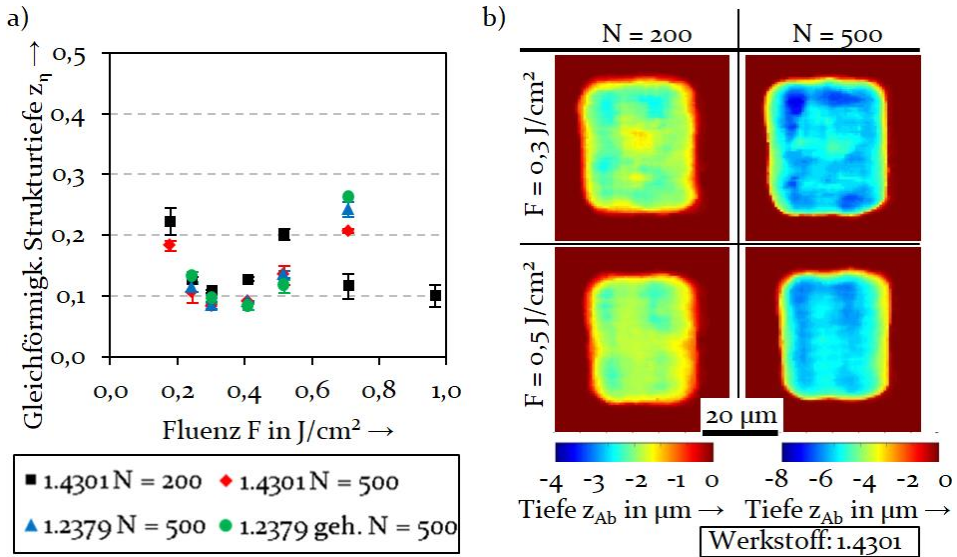 a)
Gleichförmigk. Strukturtiefe zη →
0,5
0,4
0,3
0,2
0,1
0,0
0,0 0,2 0,4 0,6 0,8 1,0
Fluenz F in J/cm² →
1.4301 N = 200 1.4301 N = 500
1.2379 N = 500 1.2379 geh. N = 500
b)
N = 200 N = 500
F = 0,3 J/cm²
F = 0,5 J/cm²
20 µm
-4 -3 -2 -1 0 -8 -6 -4 -2 0
Tiefe zAb in µm → Tiefe zAb in µm →
Werkstoff: 1.4301